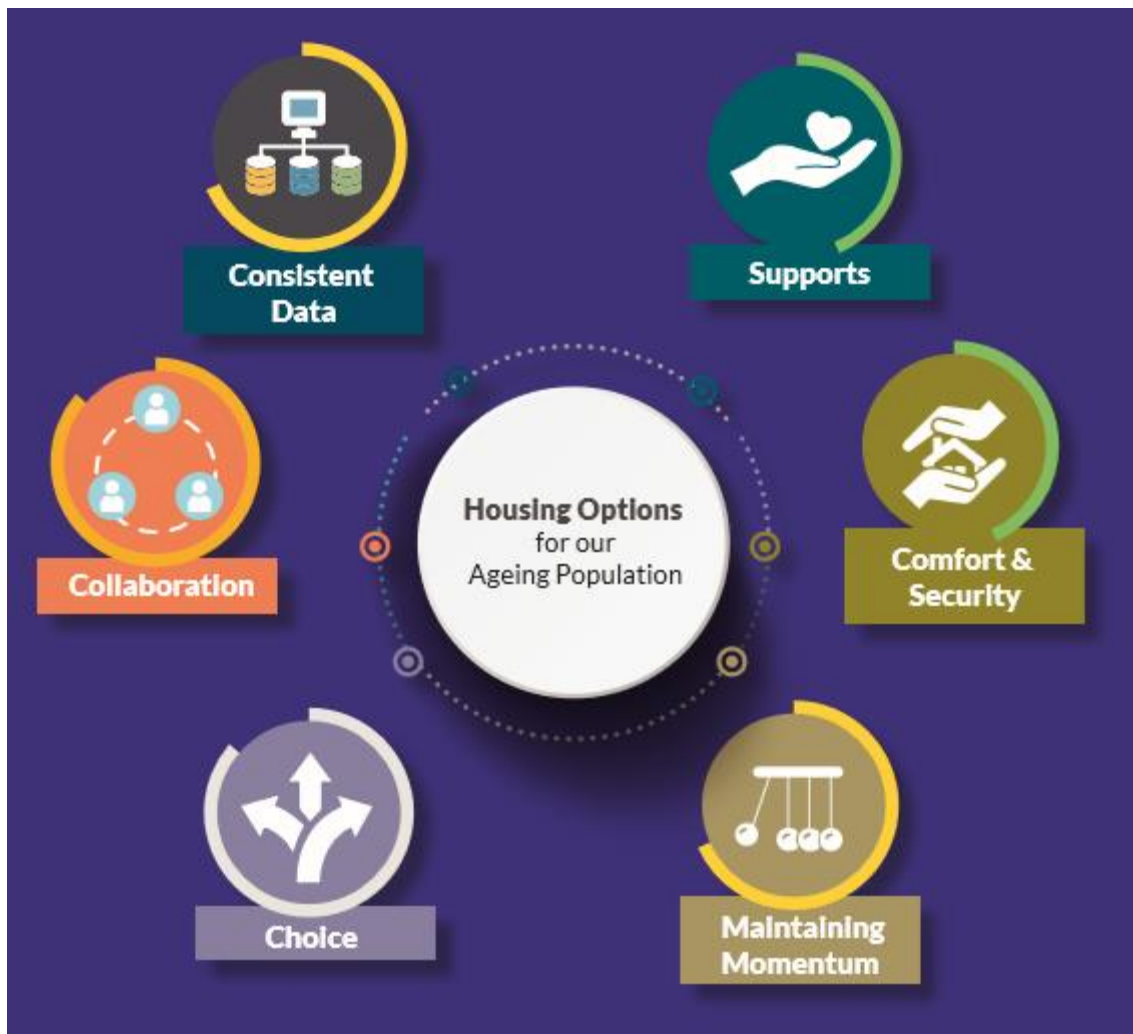 Consistent
Data
Supports
Collaboration
Housing Options
for our
Ageing Population
Comfort &
Security
Choice
Maintaining
Momentum